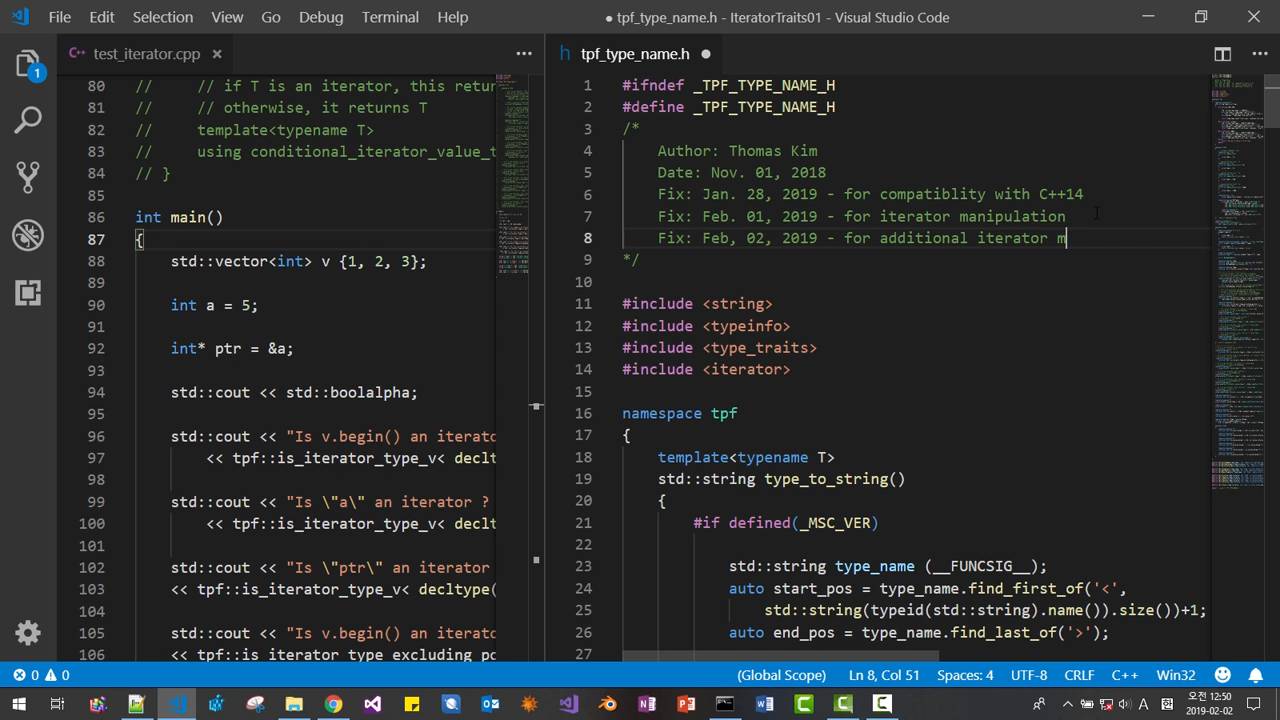 File Edit Selection View Go Debug Terminal Help
● tpf_type_name.h - IteratorTraits01 - Visual Studio Code
test_iterator.cpp
80 // // if T is an iterator, this retur
81 // // otherwise, it returns T
82 // template<typename T>
83 // using conditional_iterator_value_t
84 // }
85
86 int main()
87 {
88 std::vector<int> v {1, 2, 3};
89
90 int a = 5;
91
92 int* ptr = &a;
93
94 std::cout << std::boolalpha;
95
96 std::cout << "Is v.begin() an iterato
97 << tpf::is_iterator_type_v< declt
98
99 std::cout << "Is \"a\" an iterator ?
100 << tpf::is_iterator_type_v< declt
101
102 std::cout << "Is \"ptr\" an iterator
103 << tpf::is_iterator_type_v< decltype(
104
105 std::cout << "Is v.begin() an iterato
106 << tpf::is_iterator_type_excluding_po
tpf_type_name.h
1 #ifndef _TPF_TYPE_NAME_H
2 #define _TPF_TYPE_NAME_H
3 /*
4 Author: Thomas Kim
5 Date: Nov. 01, 2018
6 Fix: Jan. 28, 2019 - for compatibility with C++14
7 Fix: Feb. 01, 2019 - for iterator manipulation
8 Fix: Feb, 02, 2019 - for additional iterator m
9 */
10
11 #include <string>
12 #include <typeinfo>
13 #include <type_traits>
14 #include <iterator>
15
16 namespace tpf
17 {
18 template<typename T>
19 std::string type_to_string()
20 {
21 #if defined(_MSC_VER)
22
23 std::string type_name (__FUNCSIG__);
24 auto start_pos = type_name.find_first_of('<',
25 std::string(typeid(std::string).name()).size())+1;
26 auto end_pos = type_name.find_last_of('>');
27
0 0 (Global Scope) Ln 8, Col 51 Spaces: 4 UTF-8 CRLF C++ Win32
오전 12:50
2019-02-02